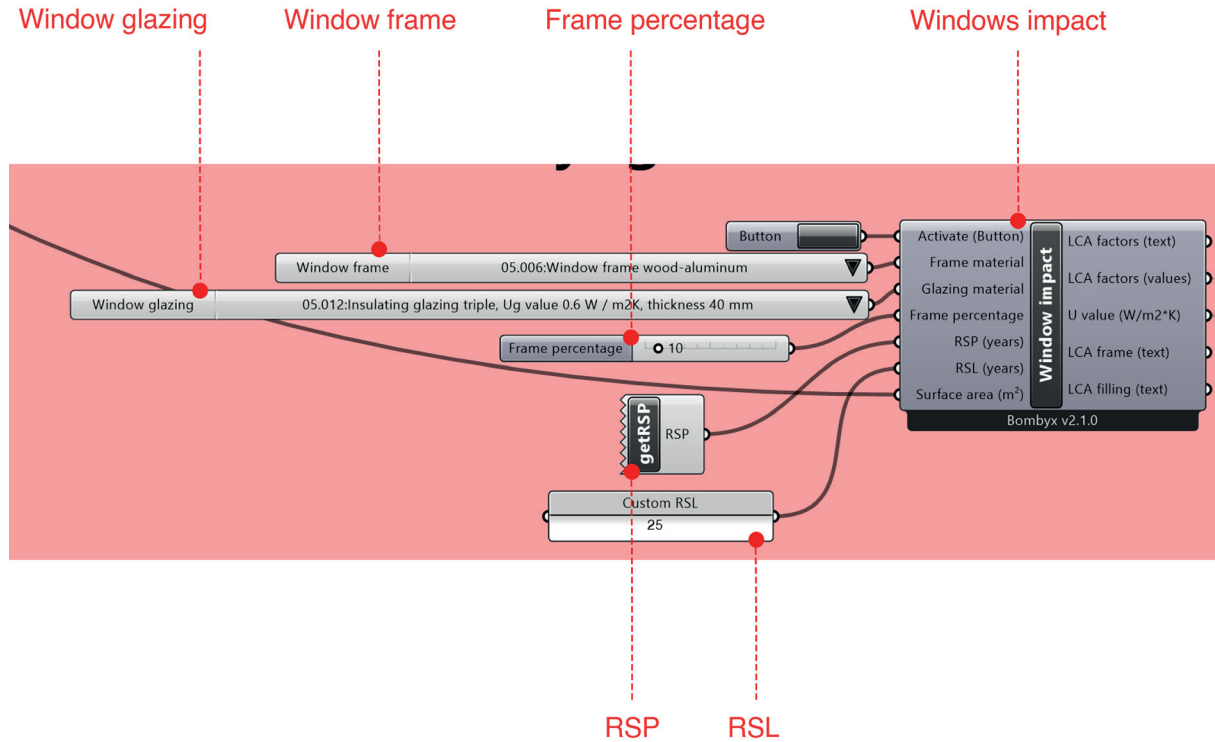 Window glazing
Window frame
Frame percentage
Windows impact
Button
Window frame
05.006:Window frame wood-aluminum
Window glazing
05.012:Insulating glazing triple, Ug value 0.6 W / m2K, thickness 40 mm
Frame percentage
10
getRSP
RSP
Custom RSL
25
Activate (Button)
Frame material
Glazing material
Frame percentage
RSP (years)
RSL (years)
Surface area (m²)
Window impact
LCA factors (text)
LCA factors (values)
U value (W/m2*K)
LCA frame (text)
LCA filling (text)
Bombyx v2.1.0
RSP
RSL